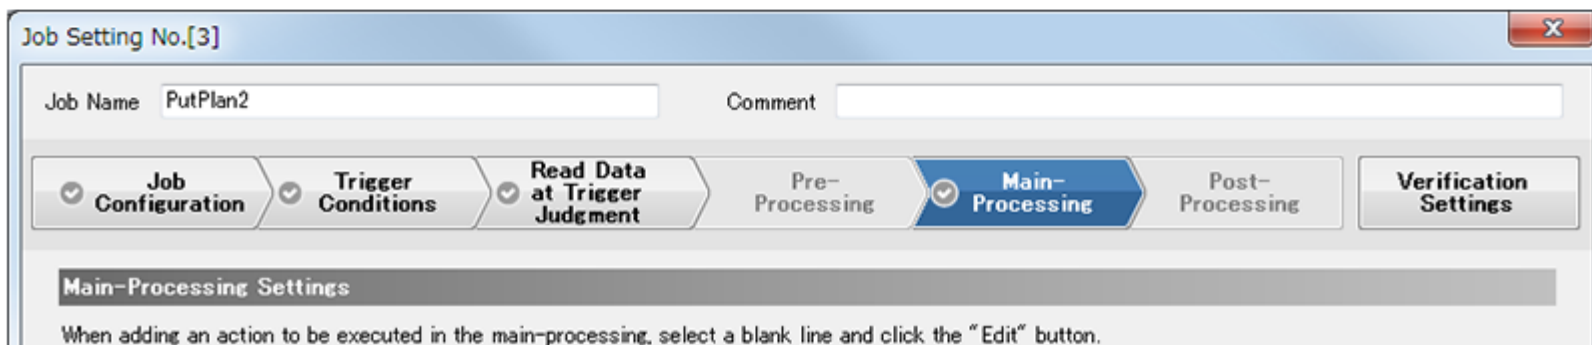 Job Setting No.[3]
Job Name PutPlan2 Comment
Job
Configuration
Trigger
Conditions
Read Data
at Trigger
Judgment
Pre-
Processing
Main-
Processing
Post-
Processing
Verification
Settings
Main-Processing Settings
When adding an action to be executed in the main-processing, select a blank line and click the "Edit" button.